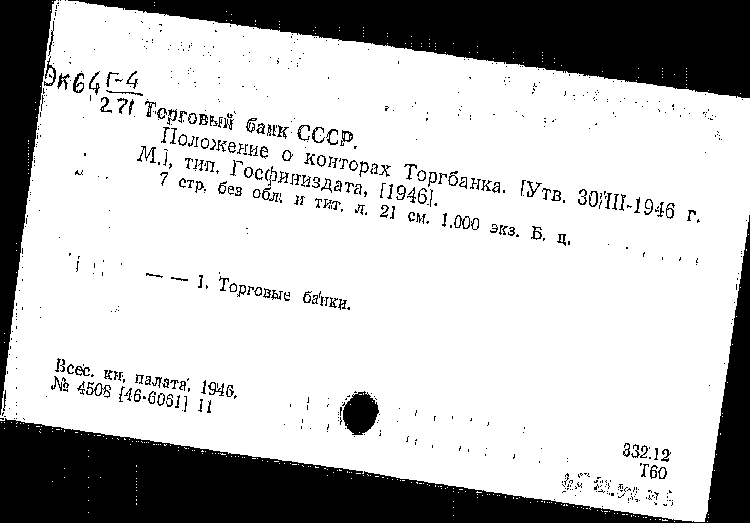 Эк64 Г-4
2.71
Торговый банк СССР.
Положение о конторах Торгбанка. [Утв. 30/III-1946 г.
М.], тип. Госфиниздата, [1946].
7 стр. без обл. и тит. л. 21 см. 1.000 экз. Б. ц.
— — 1. Торговые банки.
Всес. кн. палата. 1946.
№ 4508 [46-6061] 11
332.12
Т60